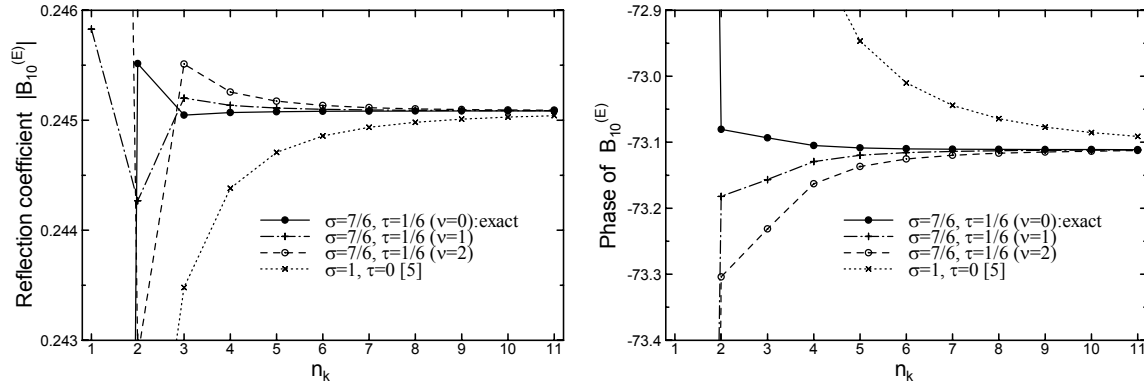 Reflection coefficient |B₁₀⁽ᴱ⁾|
0.246
0.245
0.244
0.243
1 2 3 4 5 6 7 8 9 10 11
nₖ
σ=7/6, τ=1/6 (ν=0):exact
σ=7/6, τ=1/6 (ν=1)
σ=7/6, τ=1/6 (ν=2)
σ=1, τ=0 [5]
Phase of B₁₀⁽ᴱ⁾
-72.9
-73.0
-73.1
-73.2
-73.3
-73.4
1 2 3 4 5 6 7 8 9 10 11
nₖ
σ=7/6, τ=1/6 (ν=0):exact
σ=7/6, τ=1/6 (ν=1)
σ=7/6, τ=1/6 (ν=2)
σ=1, τ=0 [5]